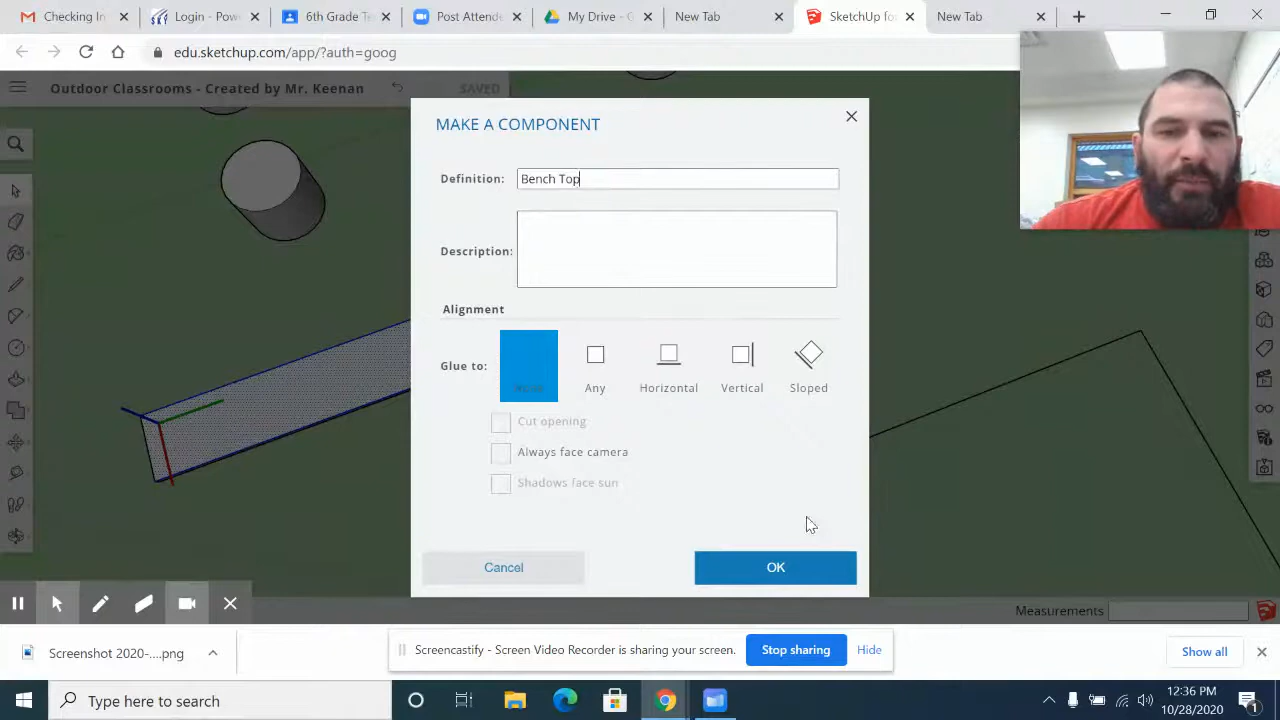 Checking In
Login - Pow
6th Grade T
Post Attend
My Drive - G
New Tab
SketchUp fo
New Tab
edu.sketchup.com/app/?auth=goog
Outdoor Classrooms - Created by Mr. Keenan
SAVED
MAKE A COMPONENT
Definition:
Bench Top
Description:
Alignment
Glue to:
Any
Horizontal
Vertical
Sloped
Cut opening
Always face camera
Shadows face sun
Cancel
OK
Measurements
Screenshot 2020-....png
Screencastify - Screen Video Recorder is sharing your screen.
Stop sharing
Hide
Show all
Type here to search
12:36 PM
10/28/2020
1